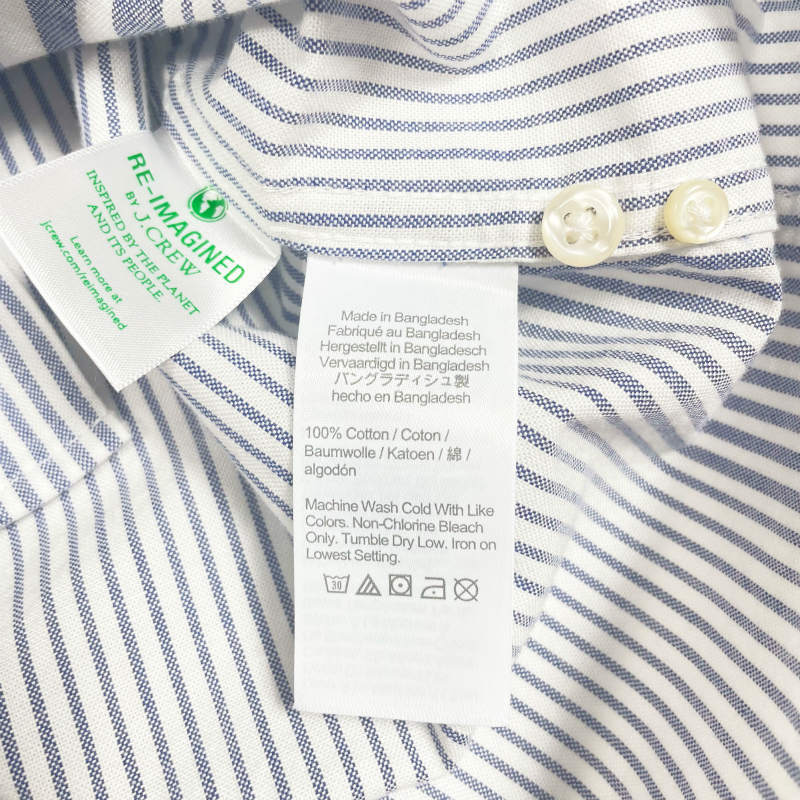 RE-IMAGINED
BY J.CREW
INSPIRED BY THE PLANET
AND ITS PEOPLE.
Learn more at
jcrew.com/reimagined
Made in Bangladesh
Fabriqué au Bangladesh
Hergestellt in Bangladesch
Vervaardigd in Bangladesh
バングラディシュ製
hecho en Bangladesh
100% Cotton / Coton /
Baumwolle / Katoen / 綿 /
algodón
Machine Wash Cold With Like
Colors. Non-Chlorine Bleach
Only. Tumble Dry Low. Iron on
Lowest Setting.
30